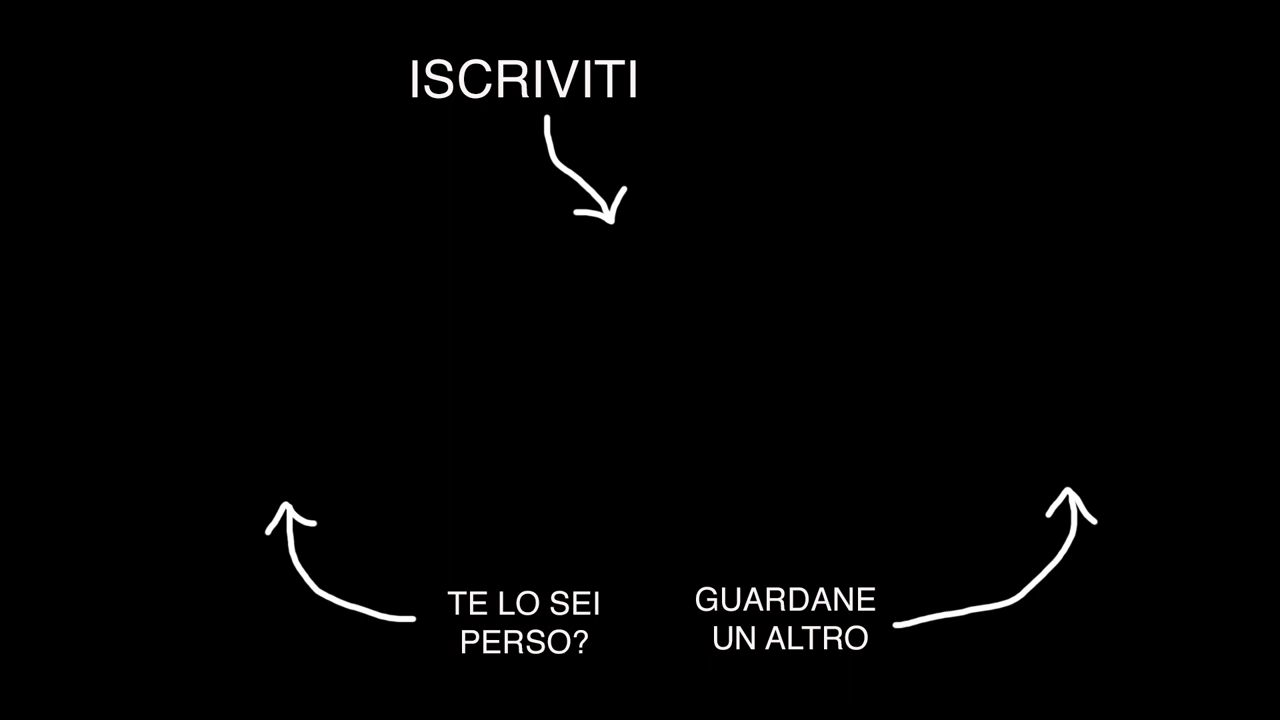 ISCRIVITI
TE LO SEI
PERSO?
GUARDANE
UN ALTRO